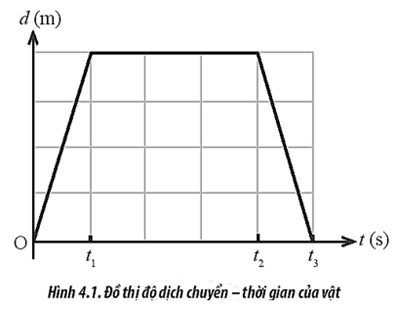 d (m)
O
t₁
t₂
t₃
t (s)
Hình 4.1. Đồ thị độ dịch chuyển – thời gian của vật